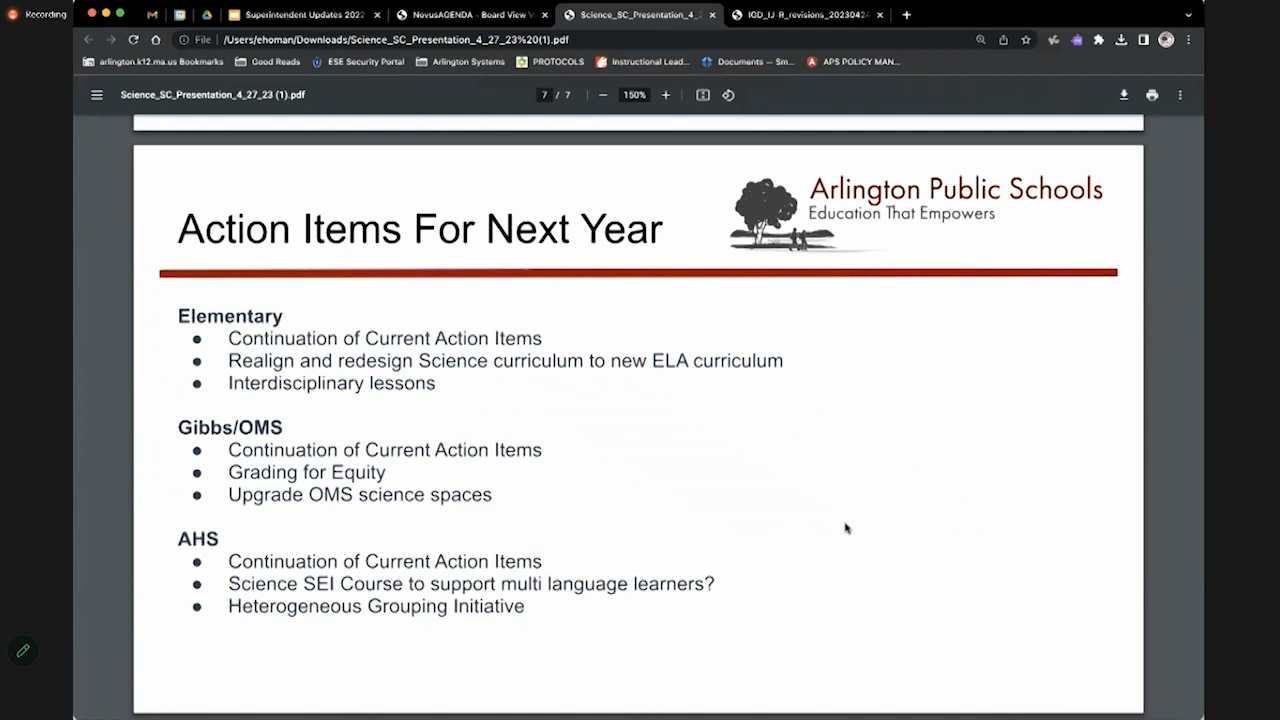 Recording
Superintendent Updates 2022
NovusAGENDA - Board View
Science_SC_Presentation_4_
IGD_IJ R_revisions_20230424
File
/Users/ehoman/Downloads/Science_SC_Presentation_4_27_23%20(1).pdf
arlington.k12.ma.us Bookmarks
Good Reads
ESE Security Portal
Arlington Systems
PROTOCOLS
Instructional Lead...
Documents — Sm...
APS POLICY MAN...
Science_SC_Presentation_4_27_23 (1).pdf
7 / 7
150%
Arlington Public Schools
Education That Empowers
Action Items For Next Year
Elementary
● Continuation of Current Action Items
● Realign and redesign Science curriculum to new ELA curriculum
● Interdisciplinary lessons
Gibbs/OMS
● Continuation of Current Action Items
● Grading for Equity
● Upgrade OMS science spaces
AHS
● Continuation of Current Action Items
● Science SEI Course to support multi language learners?
● Heterogeneous Grouping Initiative